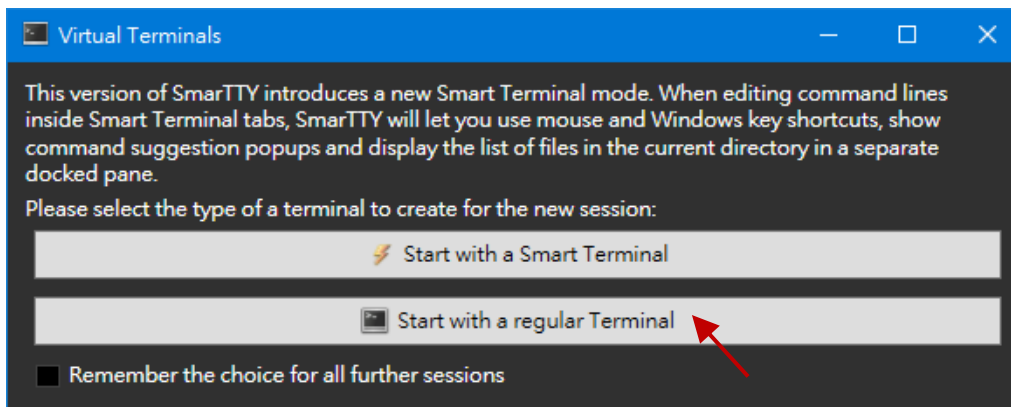 Virtual Terminals
This version of SmarTTY introduces a new Smart Terminal mode. When editing command lines
inside Smart Terminal tabs, SmarTTY will let you use mouse and Windows key shortcuts, show
command suggestion popups and display the list of files in the current directory in a separate
docked pane.
Please select the type of a terminal to create for the new session:
Start with a Smart Terminal
Start with a regular Terminal
Remember the choice for all further sessions